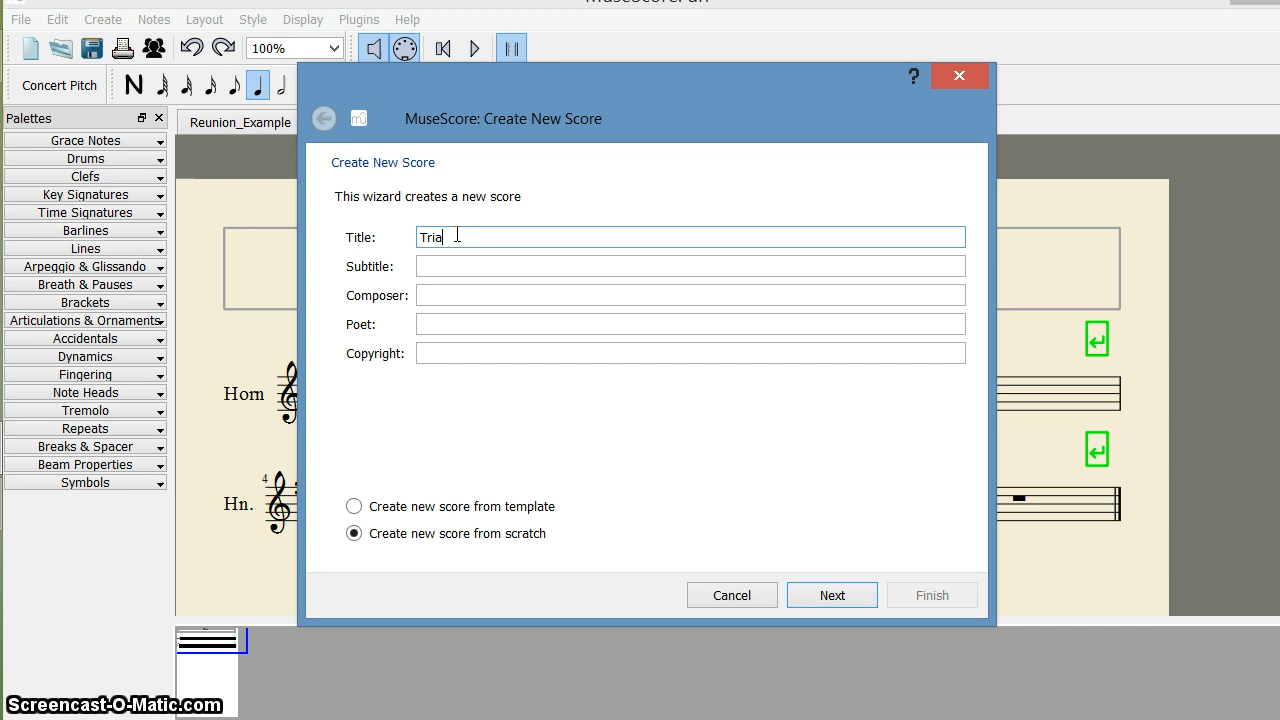 File Edit Create Notes Layout Style Display Plugins Help
100%
Concert Pitch N
Palettes
Grace Notes
Drums
Clefs
Key Signatures
Time Signatures
Barlines
Lines
Arpeggio & Glissando
Breath & Pauses
Brackets
Articulations & Ornaments
Accidentals
Dynamics
Fingering
Note Heads
Tremolo
Repeats
Breaks & Spacer
Beam Properties
Symbols
Reunion_Example
Horn
4
Hn.
?
MuseScore: Create New Score
Create New Score
This wizard creates a new score
Title: Tria
Subtitle:
Composer:
Poet:
Copyright:
Create new score from template
Create new score from scratch
Cancel Next Finish
Screencast-O-Matic.com